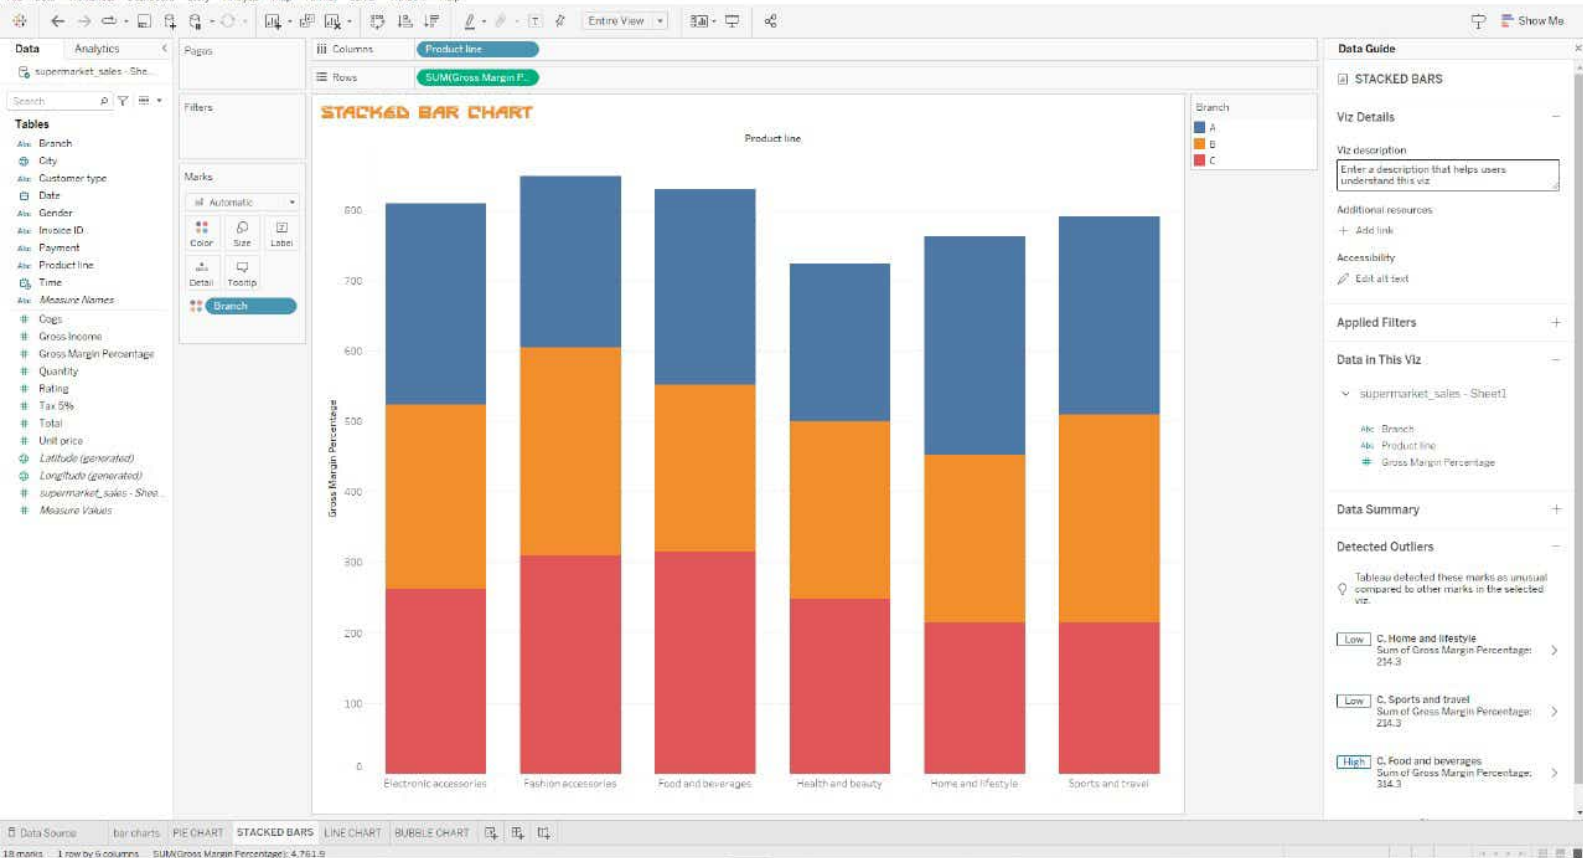 Entire View
Show Me
Data
Analytics
supermarket_sales - She...
Search
Tables
Abc Branch
City
Abc Customer type
Date
Abc Gender
Abc Invoice ID
Abc Payment
Abc Product line
Time
Abc Measure Names
# Cogs
# Gross Income
# Gross Margin Percentage
# Quantity
# Rating
# Tax 5%
# Total
# Unit price
Latitude (generated)
Longitude (generated)
# supermarket_sales - Shee...
# Measure Values
Pages
Filters
Marks
Automatic
Color
Size
Label
Detail
Tooltip
Branch
Columns
Product line
Rows
SUM(Gross Margin P..
STACKED BAR CHART
Product line
Gross Margin Percentage
800
700
600
500
400
300
200
100
0
Electronic accessories
Fashion accessories
Food and beverages
Health and beauty
Home and lifestyle
Sports and travel
Branch
A
B
C
Data Guide
STACKED BARS
Viz Details
Viz description
Enter a description that helps users
understand this viz
Additional resources
+ Add link
Accessibility
Edit alt text
Applied Filters
Data in This Viz
supermarket_sales - Sheet1
Abc Branch
Abc Product line
# Gross Margin Percentage
Data Summary
Detected Outliers
Tableau detected these marks as unusual
compared to other marks in the selected
viz.
Low
C, Home and lifestyle
Sum of Gross Margin Percentage:
214.3
Low
C, Sports and travel
Sum of Gross Margin Percentage:
214.3
High
C, Food and beverages
Sum of Gross Margin Percentage:
314.3
Data Source
bar charts
PIE CHART
STACKED BARS
LINE CHART
BUBBLE CHART
18 marks
1 row by 6 columns
SUM(Gross Margin Percentage): 4,761.9